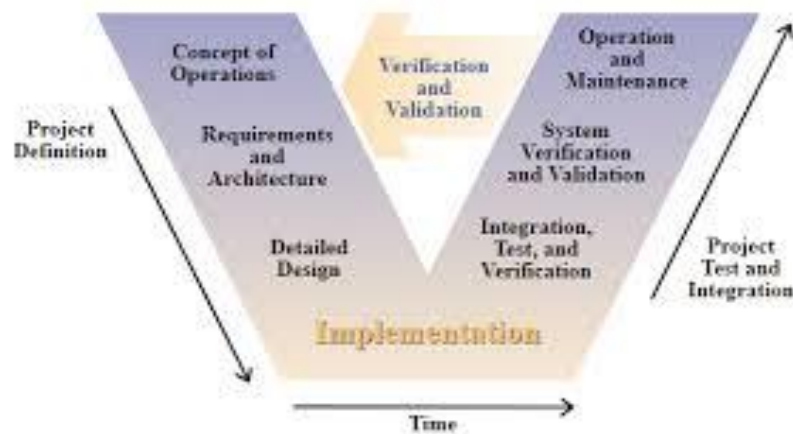 Concept of
Operations
Verification
and
Validation
Operation
and
Maintenance
Project
Definition
Requirements
and
Architecture
System
Verification
and Validation
Detailed
Design
Integration,
Test, and
Verification
Project
Test and
Integration
Implementation
Time